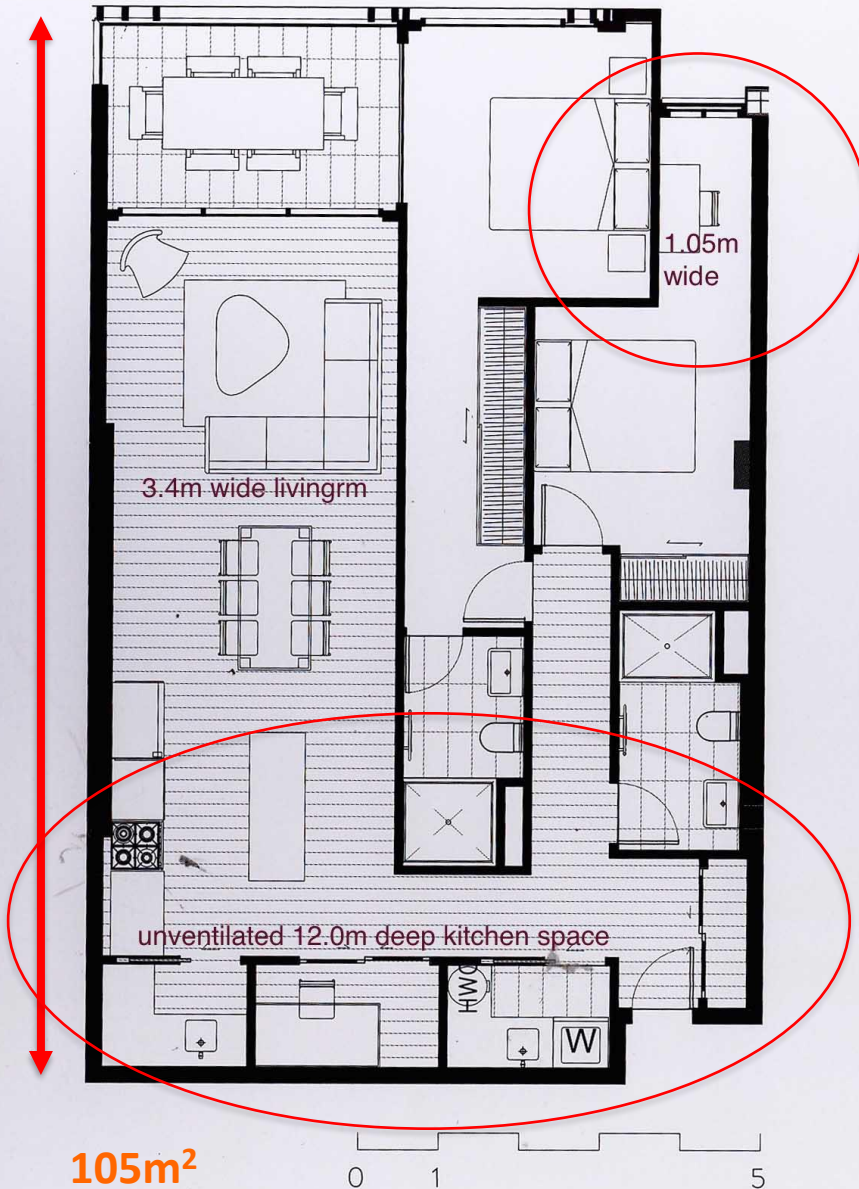 1.05m
wide
3.4m wide livingrm
unventilated 12.0m deep kitchen space
HWC
W
105m²
0 1 5